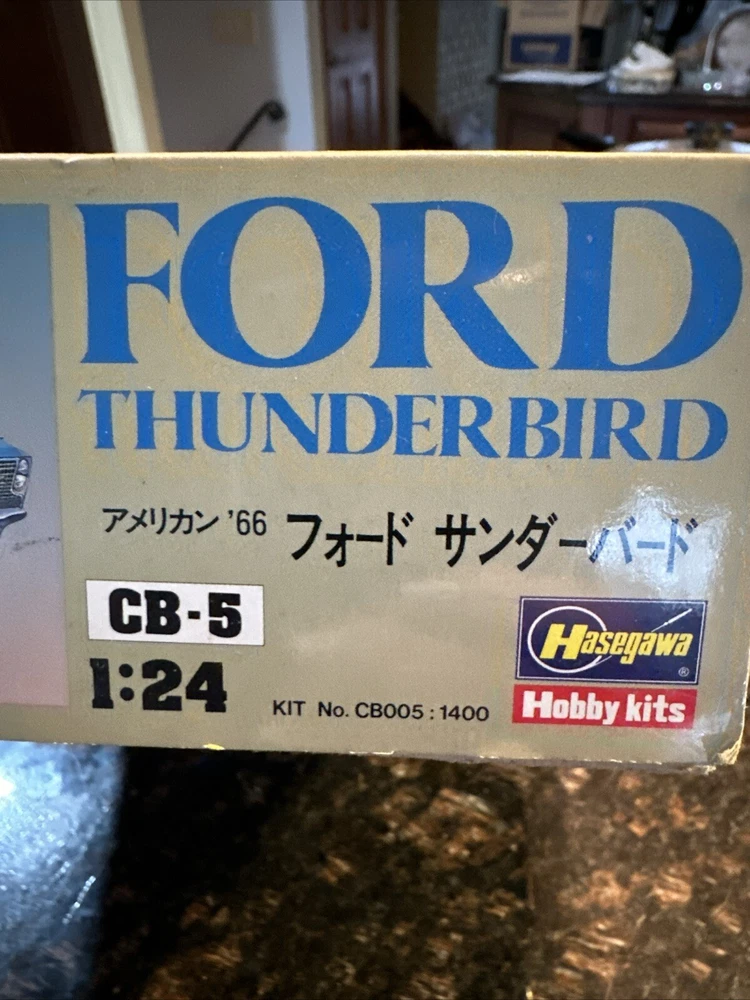 FORD
THUNDERBIRD
アメリカン '66 フォード サンダーバード
CB-5
1:24
KIT No. CB005:1400
Hasegawa ®
Hobby kits